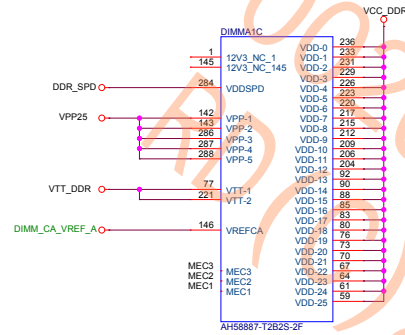 VCC_DDR
DIMMA1C
1 12V3_NC_1
145 12V3_NC_145
DDR_SPD 284 VDDSPD
VPP25 142 VPP-1
143 VPP-2
286 VPP-3
287 VPP-4
288 VPP-5
VTT_DDR 77 VTT-1
221 VTT-2
DIMM_CA_VREF_A 146 VREFCA
MEC3 MEC3
MEC2 MEC2
MEC1 MEC1
VDD-0 236
VDD-1 233
VDD-2 231
VDD-3 229
VDD-4 226
VDD-5 223
VDD-6 220
VDD-7 217
VDD-8 215
VDD-9 212
VDD-10 209
VDD-11 206
VDD-12 204
VDD-13 92
VDD-14 90
VDD-15 88
VDD-16 85
VDD-17 83
VDD-18 80
VDD-19 76
VDD-20 73
VDD-21 70
VDD-22 67
VDD-23 64
VDD-24 61
VDD-25 59
AH58887-T2B2S-2F